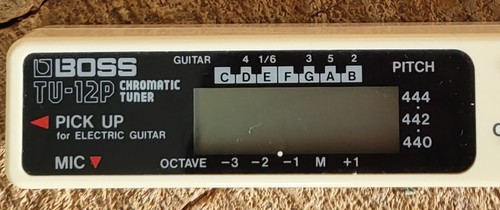 BOSS
TU-12P CHROMATIC TUNER
PICK UP
for ELECTRIC GUITAR
MIC
GUITAR 4 1/6 3 5 2
C D E F G A B
OCTAVE -3 -2 -1 M +1
PITCH
444
442
440